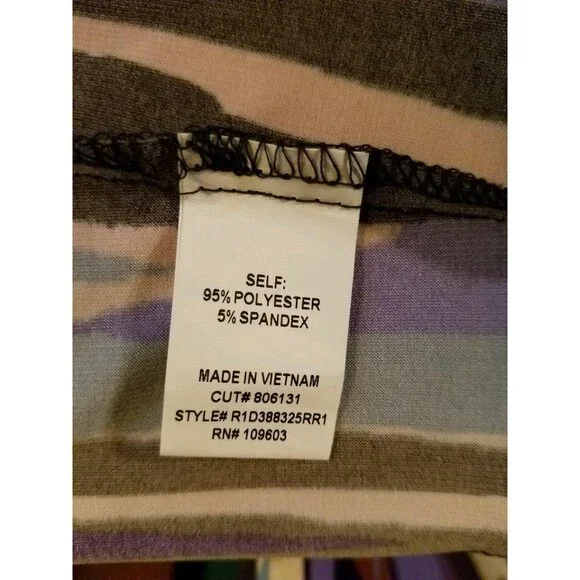 SELF:
95% POLYESTER
5% SPANDEX
MADE IN VIETNAM
CUT# 806131
STYLE# R1D388325RR1
RN# 109603